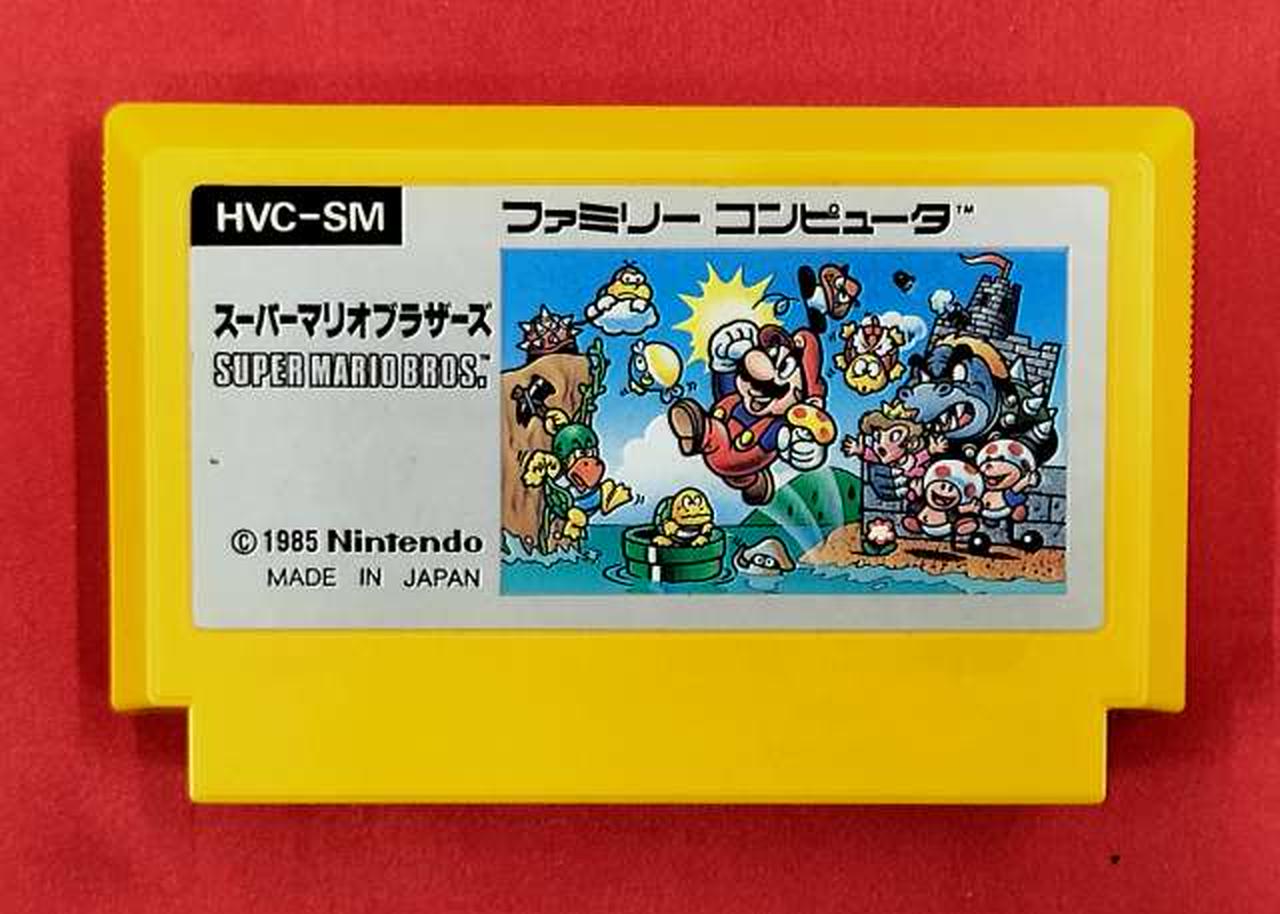 HVC-SM
ファミリー コンピュータ™
スーパーマリオブラザーズ
SUPER MARIO BROS.™
© 1985 Nintendo
MADE IN JAPAN